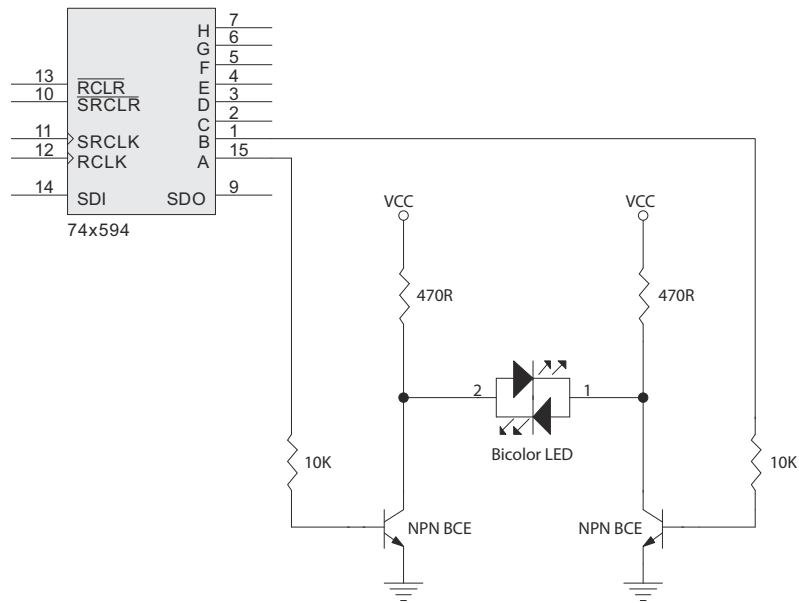 H 7
G 6
F 5
13 RCLR E 4
10 SRCLR D 3
C 2
11 SRCLK B 1
12 RCLK A 15
14 SDI SDO 9
74x594
VCC VCC
470R 470R
2 1
Bicolor LED
10K 10K
NPN BCE NPN BCE